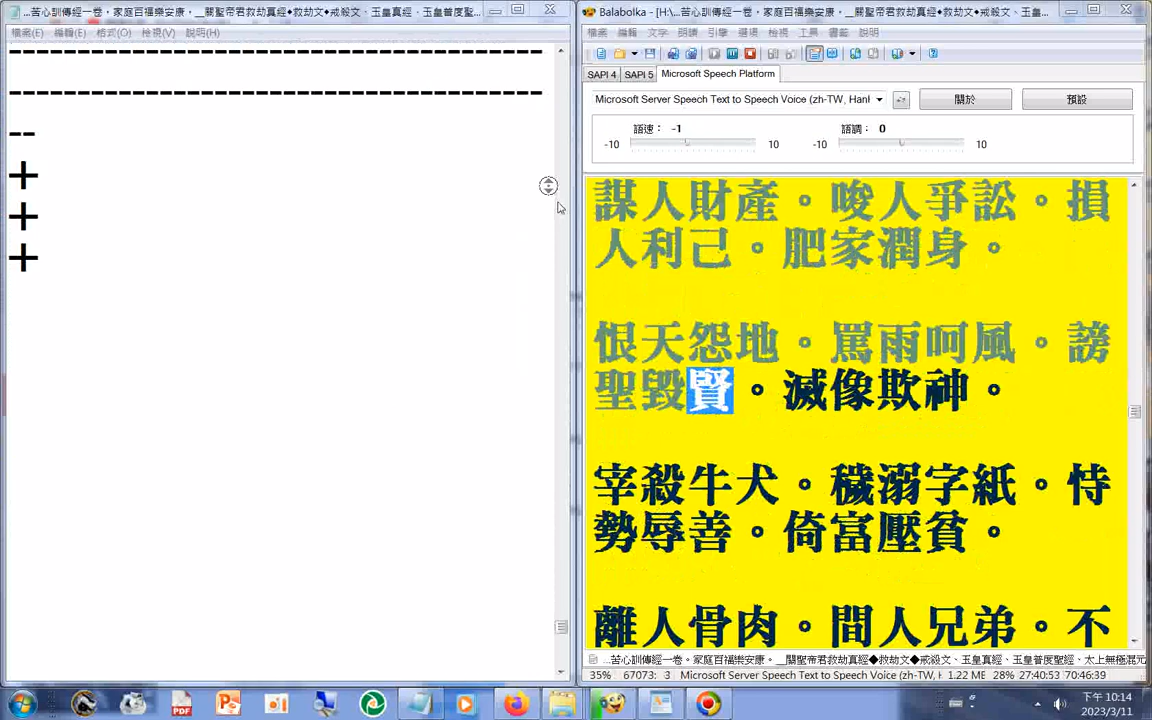 ...苦心訓傳經一卷，家庭百福樂安康，__關聖帝君救劫真經◆救劫文◆戒殺文，玉皇真經、玉皇普度聖...
檔案(E) 編輯(E) 格式(O) 檢視(V) 說明(H)
------------------------------------
------------------------------------
--
+
+
+
Balabolka - [H:\...苦心訓傳經一卷，家庭百福樂安康，__關聖帝君救劫真經◆救劫文◆戒殺文、玉皇...
檔案 編輯 文字 朗讀 引擎 選項 檢視 工具 書籤 說明
SAPI 4 SAPI 5 Microsoft Speech Platform
Microsoft Server Speech Text to Speech Voice (zh-TW, Hanl
關於
預設
語速： -1 語調： 0
-10 10 -10 10
謀人財產。唆人爭訟。損
人利己。肥家潤身。
恨天怨地。罵雨呵風。謗
聖毀賢。滅像欺神。
宰殺牛犬。穢溺字紙。恃
勢辱善。倚富壓貧。
離人骨肉。間人兄弟。不
...苦心訓傳經一卷。家庭百福樂安康。__關聖帝君救劫真經◆救劫文◆戒殺文、玉皇真經、玉皇普度聖經、太上無極混元
35% 67073: 3 Microsoft Server Speech Text to Speech Voice (zh-TW, H 1.22 MB 28% 27:40:53 70:46:39
PDF
下午 10:14
2023/3/11